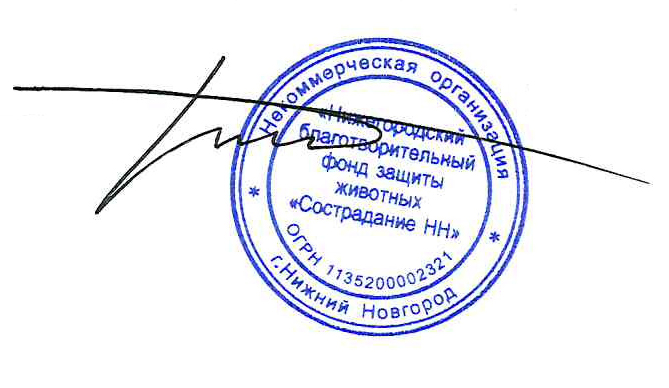 Некоммерческая организация
«Нижегородский
благотворительный
фонд защиты
животных
«Сострадание НН»
ОГРН 1135200002321
г.Нижний Новгород